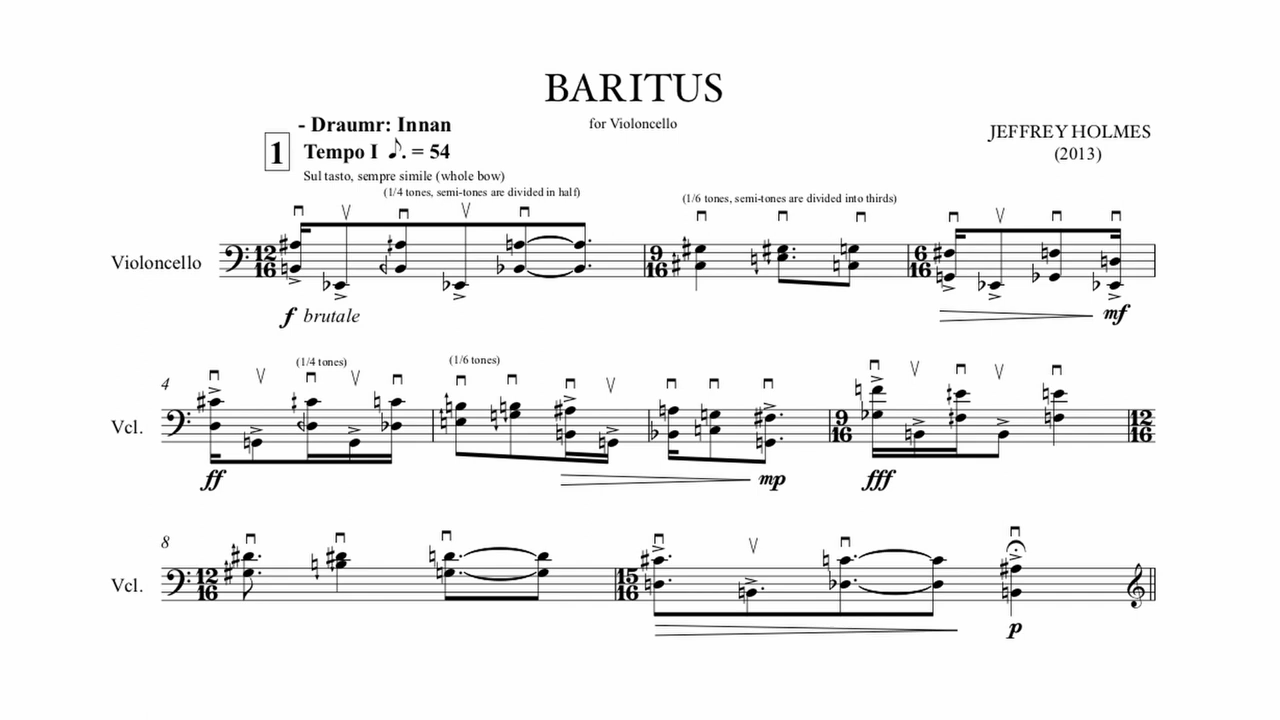 BARITUS
for Violoncello
JEFFREY HOLMES
(2013)
- Draumr: Innan
1
Tempo I . = 54
Sul tasto, sempre simile (whole bow)
(1/4 tones, semi-tones are divided in half)
(1/6 tones, semi-tones are divided into thirds)
Violoncello
12
16
9
16
6
16
f brutale
mf
4
(1/4 tones)
(1/6 tones)
Vcl.
9
16
12
16
ff
mp
fff
8
Vcl.
12
16
15
16
p